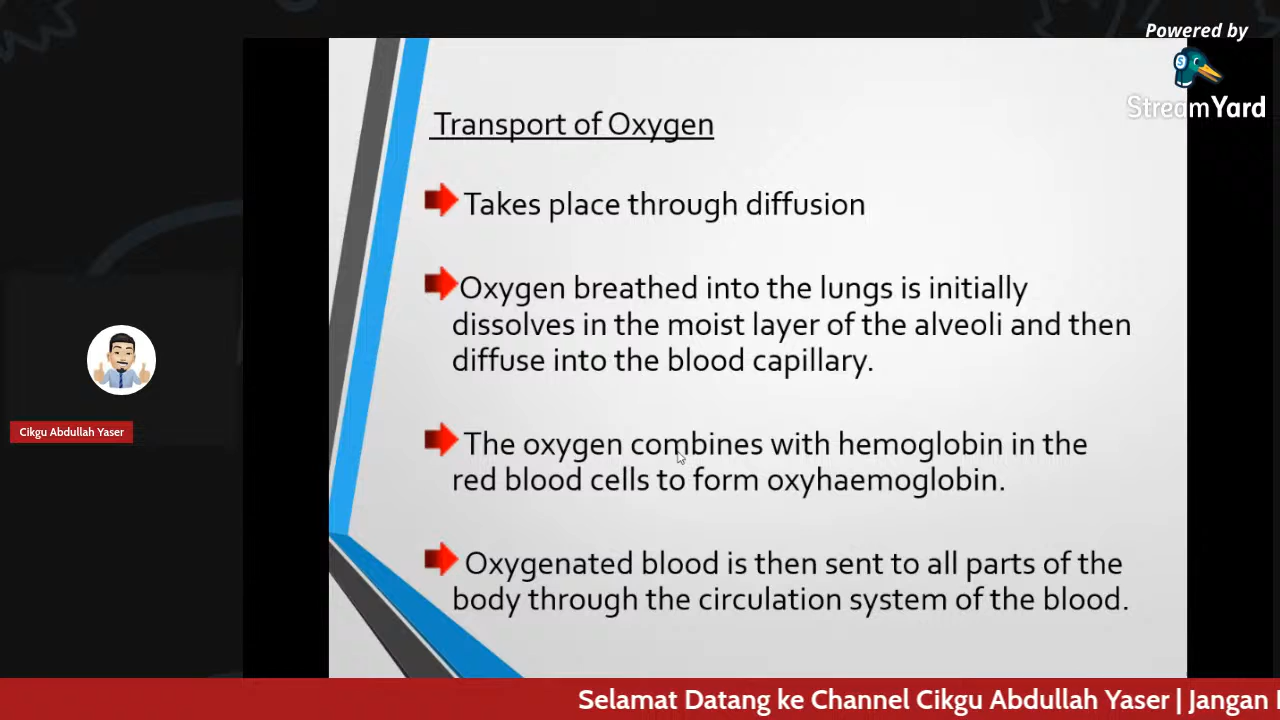 Powered by
StreamYard
Transport of Oxygen
Takes place through diffusion
Oxygen breathed into the lungs is initially
dissolves in the moist layer of the alveoli and then
diffuse into the blood capillary.
The oxygen combines with hemoglobin in the
red blood cells to form oxyhaemoglobin.
Oxygenated blood is then sent to all parts of the
body through the circulation system of the blood.
Cikgu Abdullah Yaser
Selamat Datang ke Channel Cikgu Abdullah Yaser | Jangan